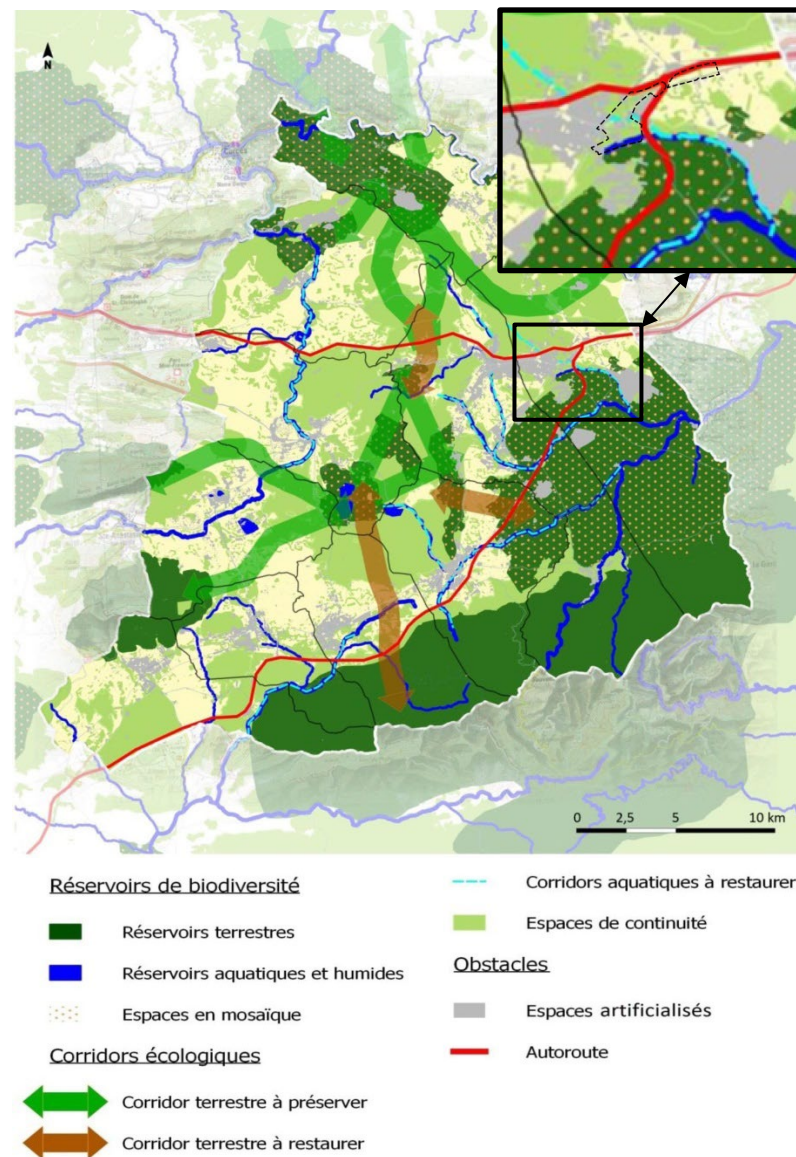 N
0 2,5 5 10 km
Réservoirs de biodiversité
Réservoirs terrestres
Réservoirs aquatiques et humides
Espaces en mosaïque
Corridors écologiques
Corridor terrestre à préserver
Corridor terrestre à restaurer
Corridors aquatiques à restaurer
Espaces de continuité
Obstacles
Espaces artificialisés
Autoroute